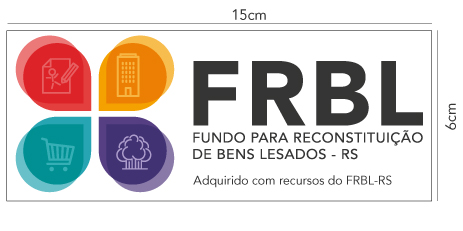 15cm
FRBL
FUNDO PARA RECONSTITUIÇÃO
DE BENS LESADOS - RS
Adquirido com recursos do FRBL-RS
6cm